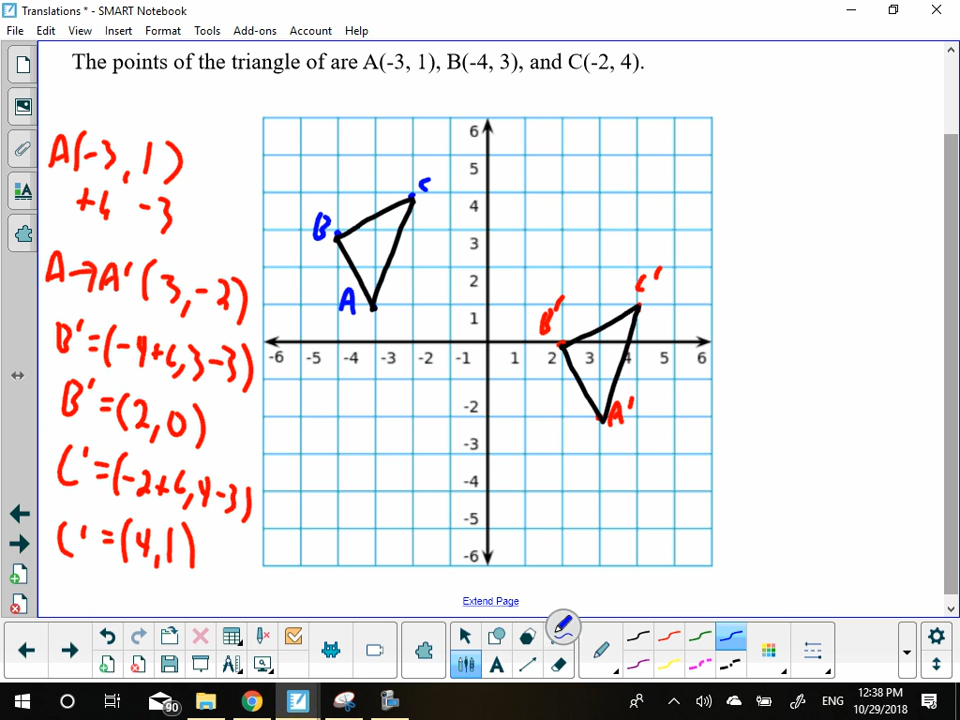 Translations * - SMART Notebook
File Edit View Insert Format Tools Add-ons Account Help
The points of the triangle of are A(-3, 1), B(-4, 3), and C(-2, 4).
A(-3, 1)
+6 -3
A→A' (3, -2)
B' = (-4+6, 3-3)
B' = (2, 0)
C' = (-2+6, 4-3)
C' = (4, 1)
6
5
4
3
2
1
-6 -5 -4 -3 -2 -1 1 2 3 4 5 6
-2
-3
-4
-5
-6
C
B
A
C'
B'
A'
Extend Page
A
90
ENG
12:38 PM
10/29/2018